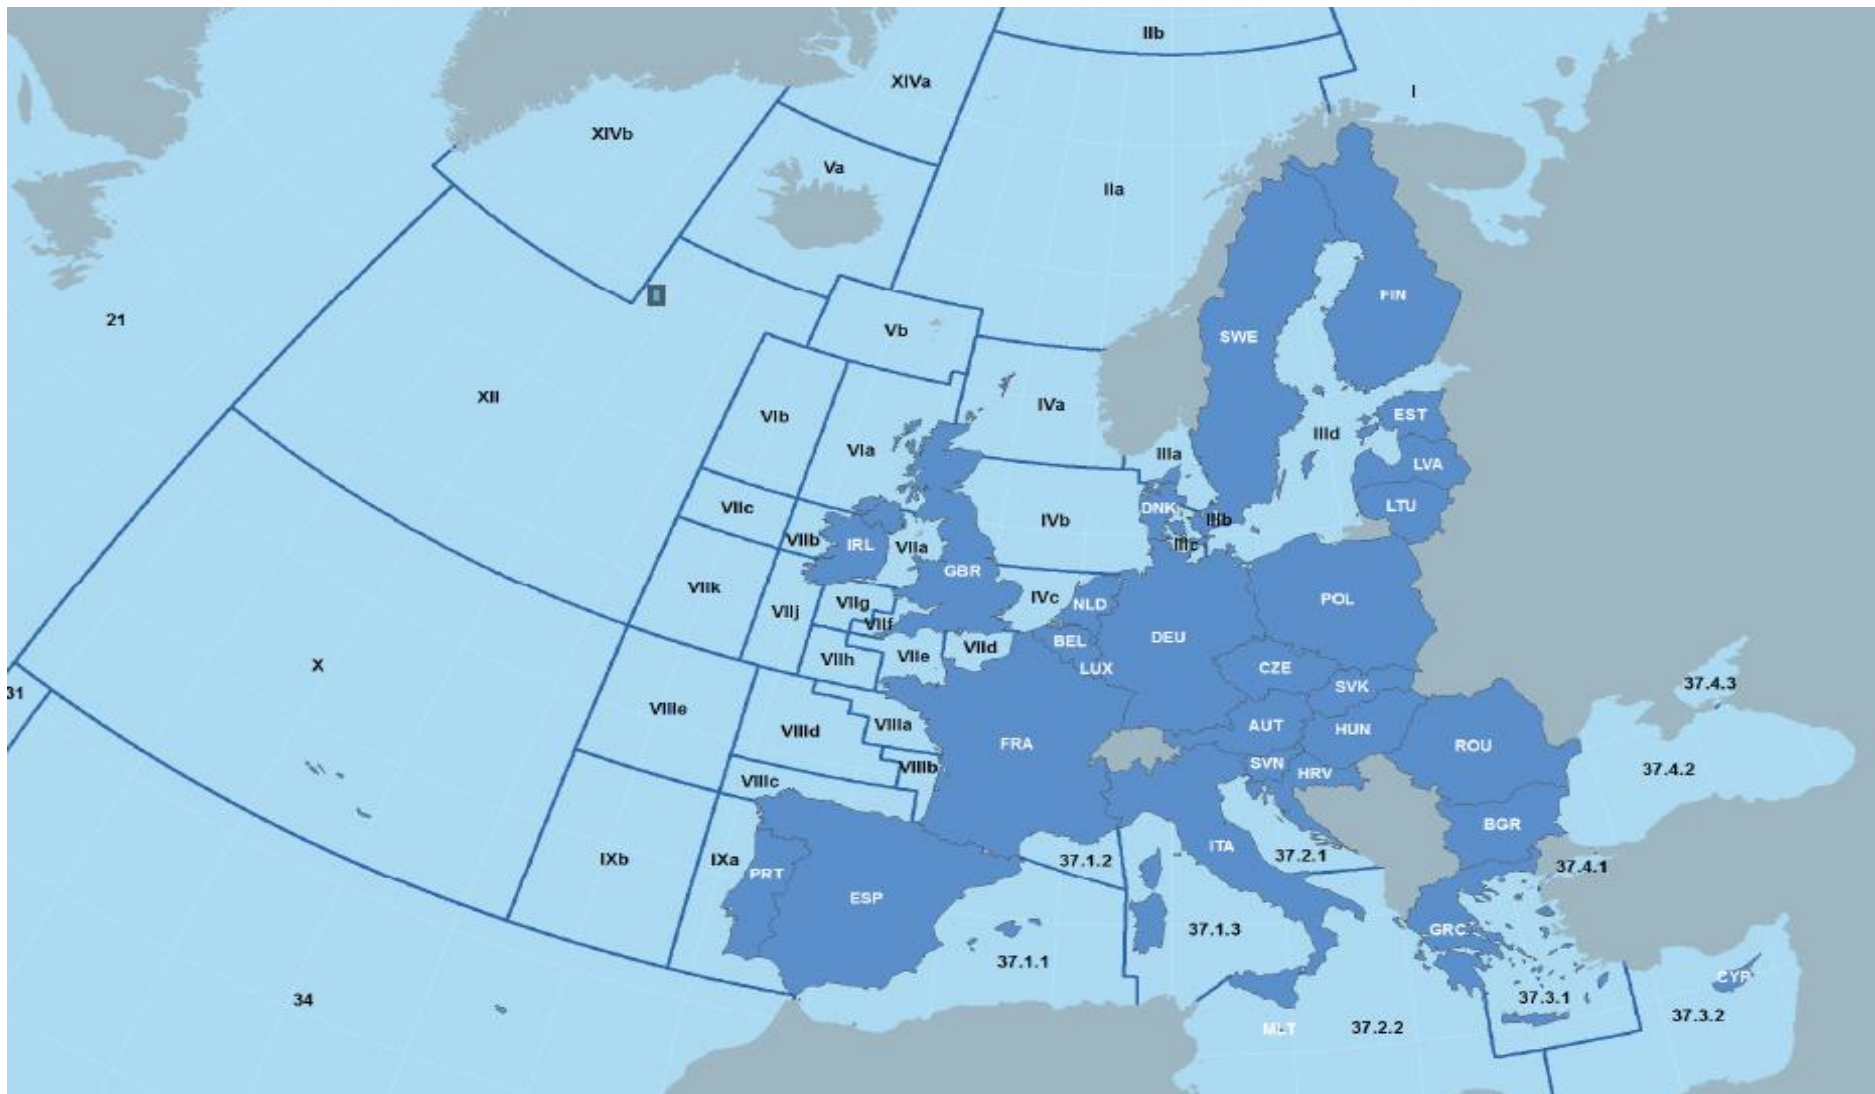 IIb
XIVa
I
XIVb
Va
IIa
FIN
21
Vb
SWE
XII
IVa
VIb
EST
IIId
VIa
IIIa
LVA
VIIc
DNK
LTU
IVb
IIIb
VIIb
IRL
VIIa
IIIc
GBR
VIIk
IVc
NLD
POL
VIIg
VIIj
VIIf
DEU
BEL
VIId
VIIe
VIIh
X
LUX
CZE
SVK
37.4.3
31
VIIIe
VIIIa
VIIId
AUT
HUN
FRA
ROU
SVN
VIIIb
HRV
37.4.2
VIIIc
BGR
ITA
37.2.1
IXb
IXa
37.1.2
37.4.1
PRT
ESP
37.1.3
GRC
37.1.1
CYP
34
37.3.1
37.3.2
MLT
37.2.2